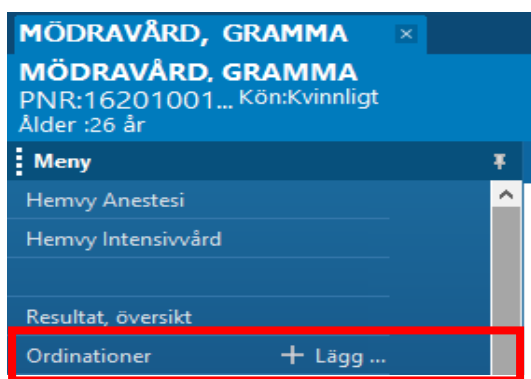 MÖDRAVÅRD, GRAMMA ×
MÖDRAVÅRD, GRAMMA
PNR:16201001... Kön:Kvinnligt
Ålder :26 år
Meny
Hemvy Anestesi
Hemvy Intensivvård
Resultat, översikt
Ordinationer + Lägg ...